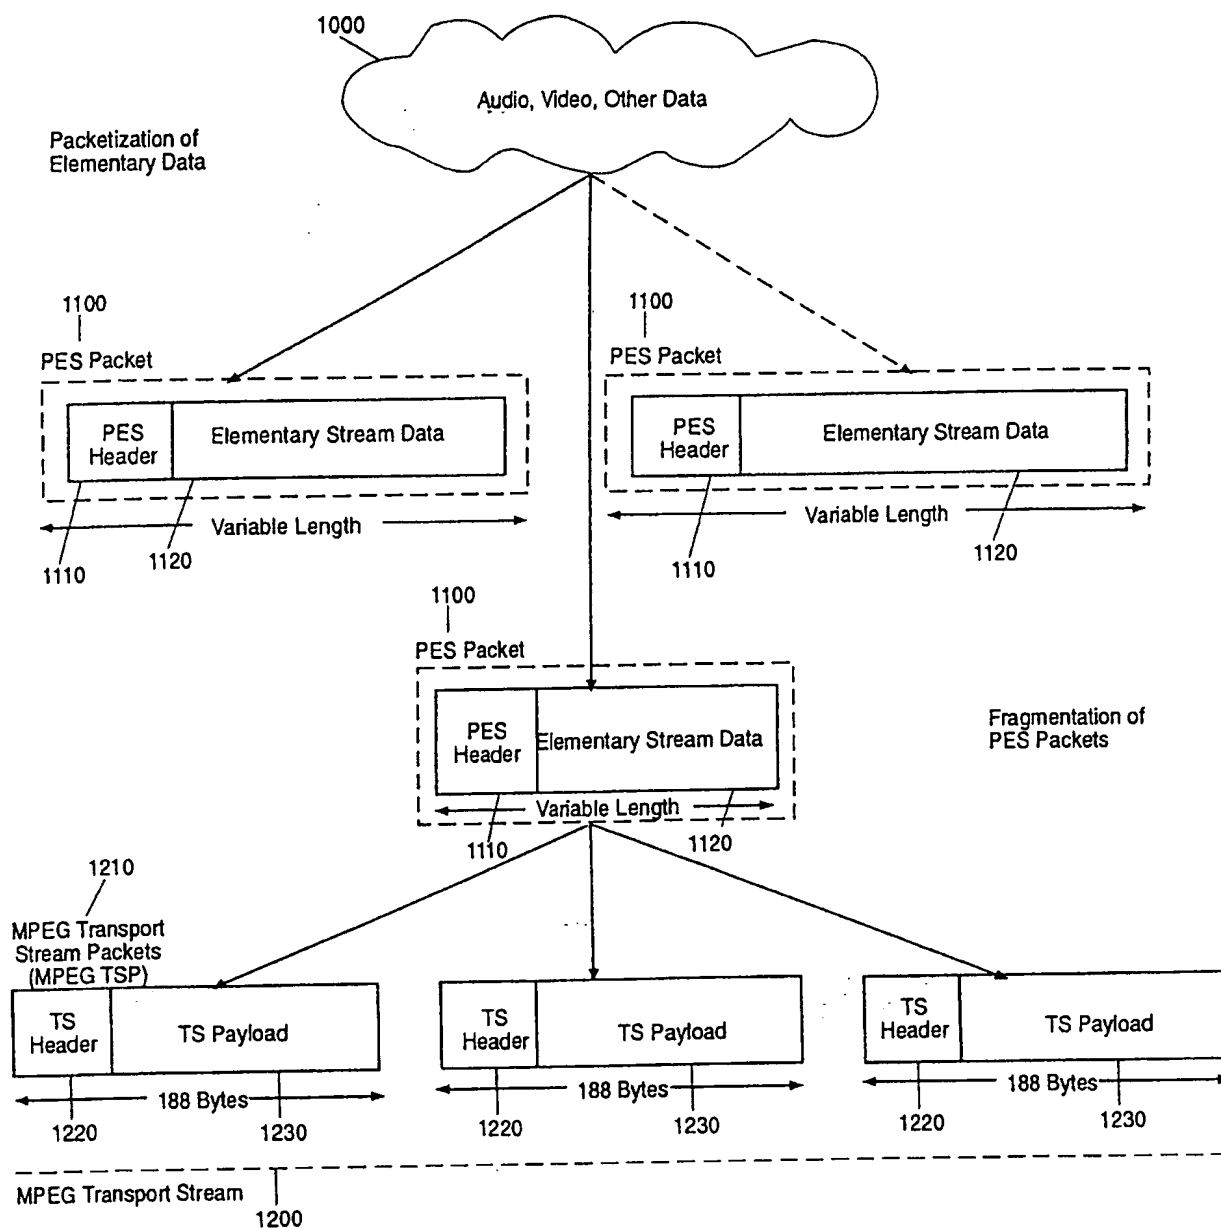 1000
Audio, Video, Other Data
Packetization of
Elementary Data
1100
PES Packet
PES
Header
Elementary Stream Data
Variable Length
1110
1120
1100
PES Packet
PES
Header
Elementary Stream Data
Variable Length
1110
1120
1100
PES Packet
PES
Header
Elementary Stream Data
Variable Length
1110
1120
Fragmentation of
PES Packets
1210
MPEG Transport
Stream Packets
(MPEG TSP)
TS
Header
TS Payload
188 Bytes
1220
1230
TS
Header
TS Payload
188 Bytes
1220
1230
TS
Header
TS Payload
188 Bytes
1220
1230
MPEG Transport Stream
1200